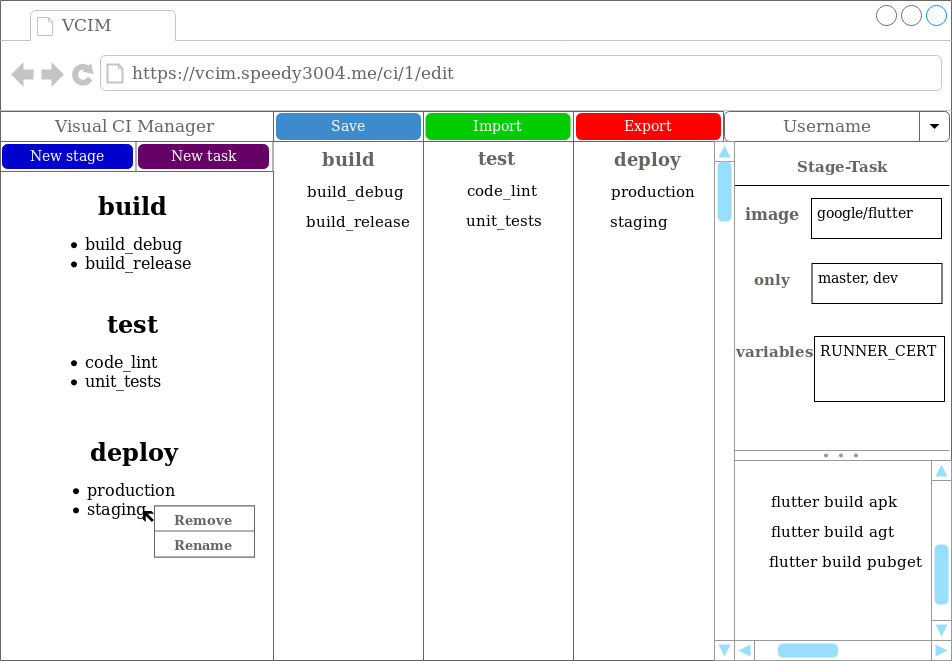 VCIM
https://vcim.speedy3004.me/ci/1/edit
Visual CI Manager
Save
Import
Export
Username
New stage
New task
build
build_debug
build_release
test
code_lint
unit_tests
deploy
production
staging
Remove
Rename
build
build_debug
build_release
test
code_lint
unit_tests
deploy
production
staging
Stage-Task
image
google/flutter
only
master, dev
variables
RUNNER_CERT
flutter build apk
flutter build agt
flutter build pubget